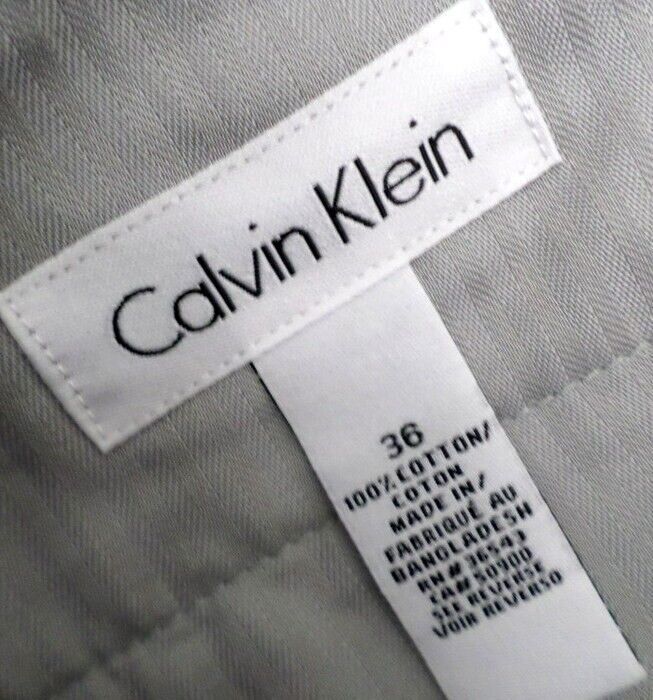 Calvin Klein
36
100% COTTON/
COTON
MADE IN/
FABRIQUÉ AU
BANGLADESH
RN# 36543
CA# 50900
SEE REVERSE
VOIR REVERSO